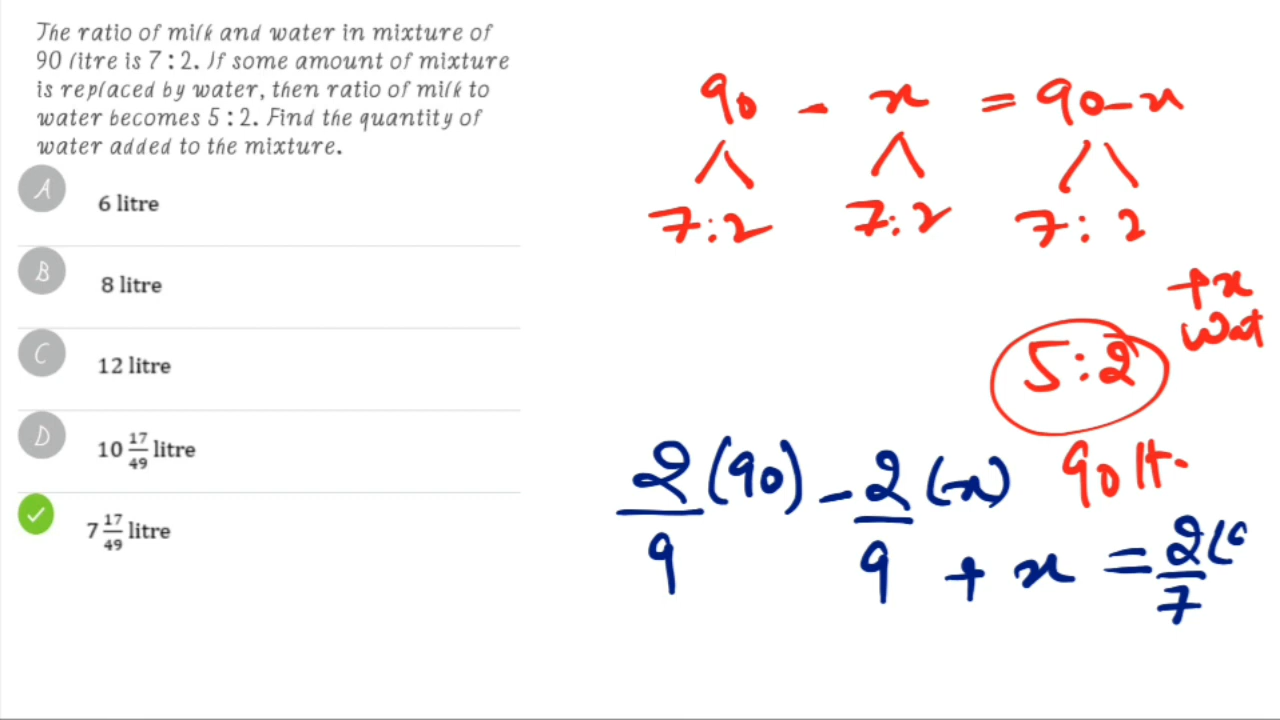 The ratio of milk and water in mixture of
90 litre is 7 : 2. If some amount of mixture
is replaced by water, then ratio of milk to
water becomes 5 : 2. Find the quantity of
water added to the mixture.
A 6 litre
B 8 litre
C 12 litre
D 10 17/49 litre
7 17/49 litre
90 - x = 90-x
7:2 7:2 7:2
+x
Wat
5:2
90 lt.
2/9 (90) - 2/9 (x) + x = 2/7 (